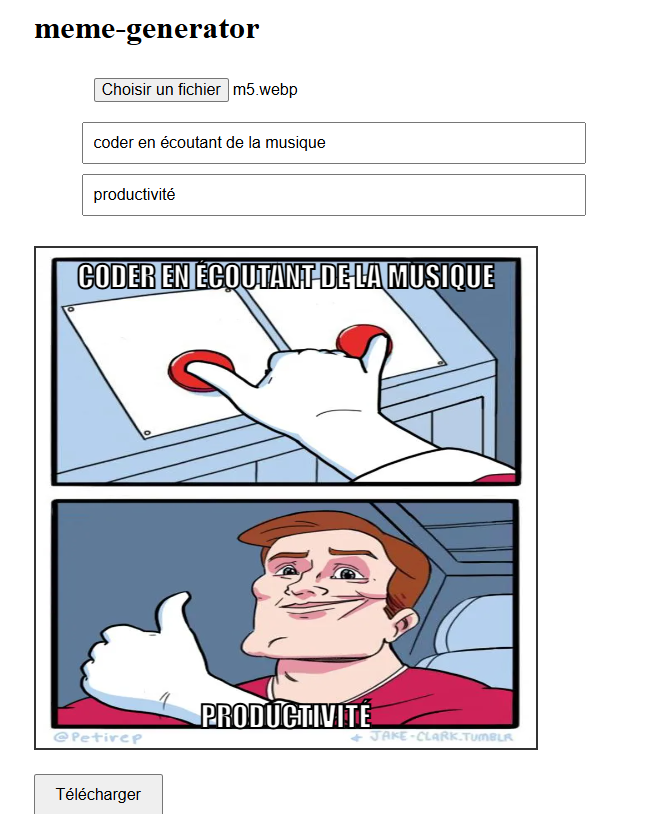 meme-generator
Choisir un fichier m5.webp
coder en écoutant de la musique
productivité
CODER EN ÉCOUTANT DE LA MUSIQUE
PRODUCTIVITÉ
@Petirep + JAKE-CLARK.TUMBLR
Télécharger